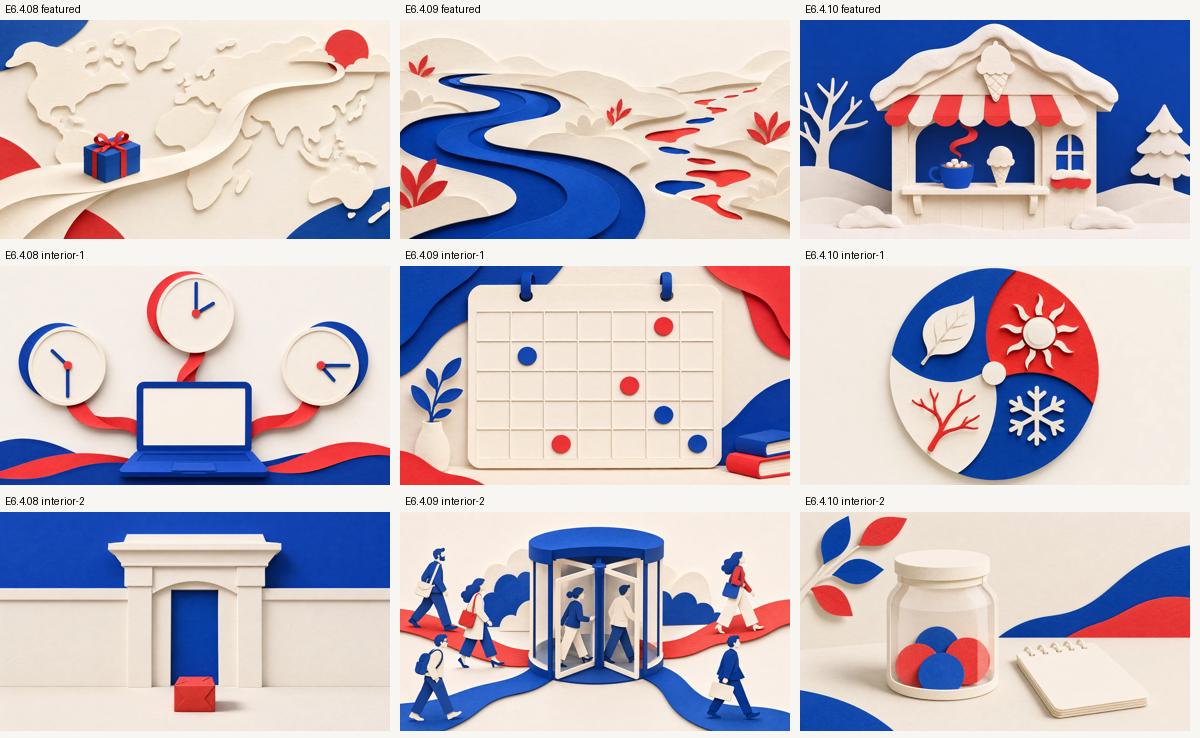 E6.4.08 featured
E6.4.09 featured
E6.4.10 featured
E6.4.08 interior-1
E6.4.09 interior-1
E6.4.10 interior-1
E6.4.08 interior-2
E6.4.09 interior-2
E6.4.10 interior-2